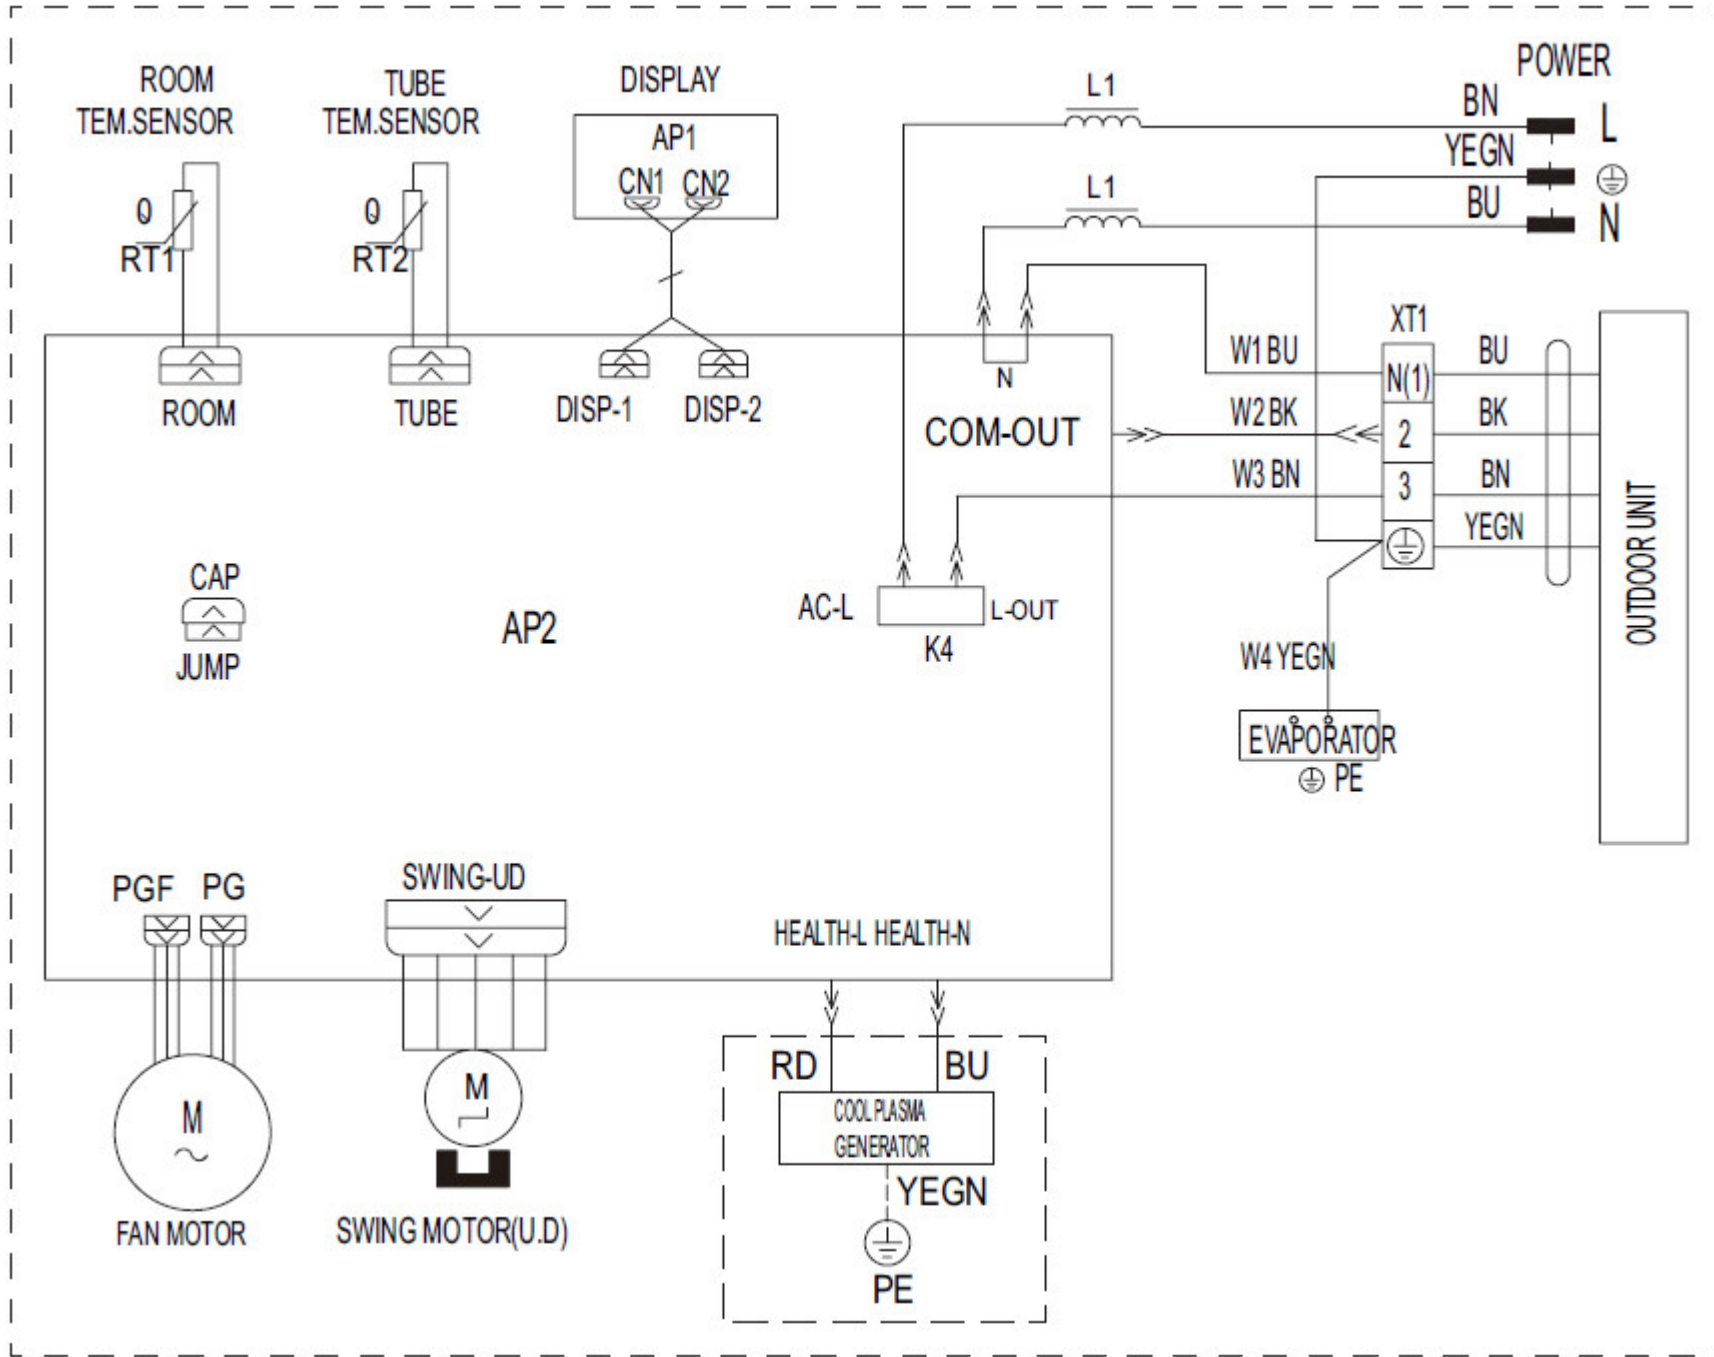 ROOM
TEM.SENSOR
TUBE
TEM.SENSOR
DISPLAY
AP1
CN1 CN2
L1
L1
POWER
BN
L
YEGN
BU
N
RT1
RT2
ROOM
TUBE
DISP-1
DISP-2
N
COM-OUT
W1 BU
W2 BK
W3 BN
XT1
N(1)
2
3
BU
BK
BN
YEGN
OUTDOOR UNIT
CAP
JUMP
AP2
AC-L
L-OUT
K4
W4 YEGN
EVAPORATOR
PE
PGF PG
SWING-UD
HEALTH-L HEALTH-N
M
FAN MOTOR
M
SWING MOTOR(U.D)
RD
BU
COOL PLASMA
GENERATOR
YEGN
PE